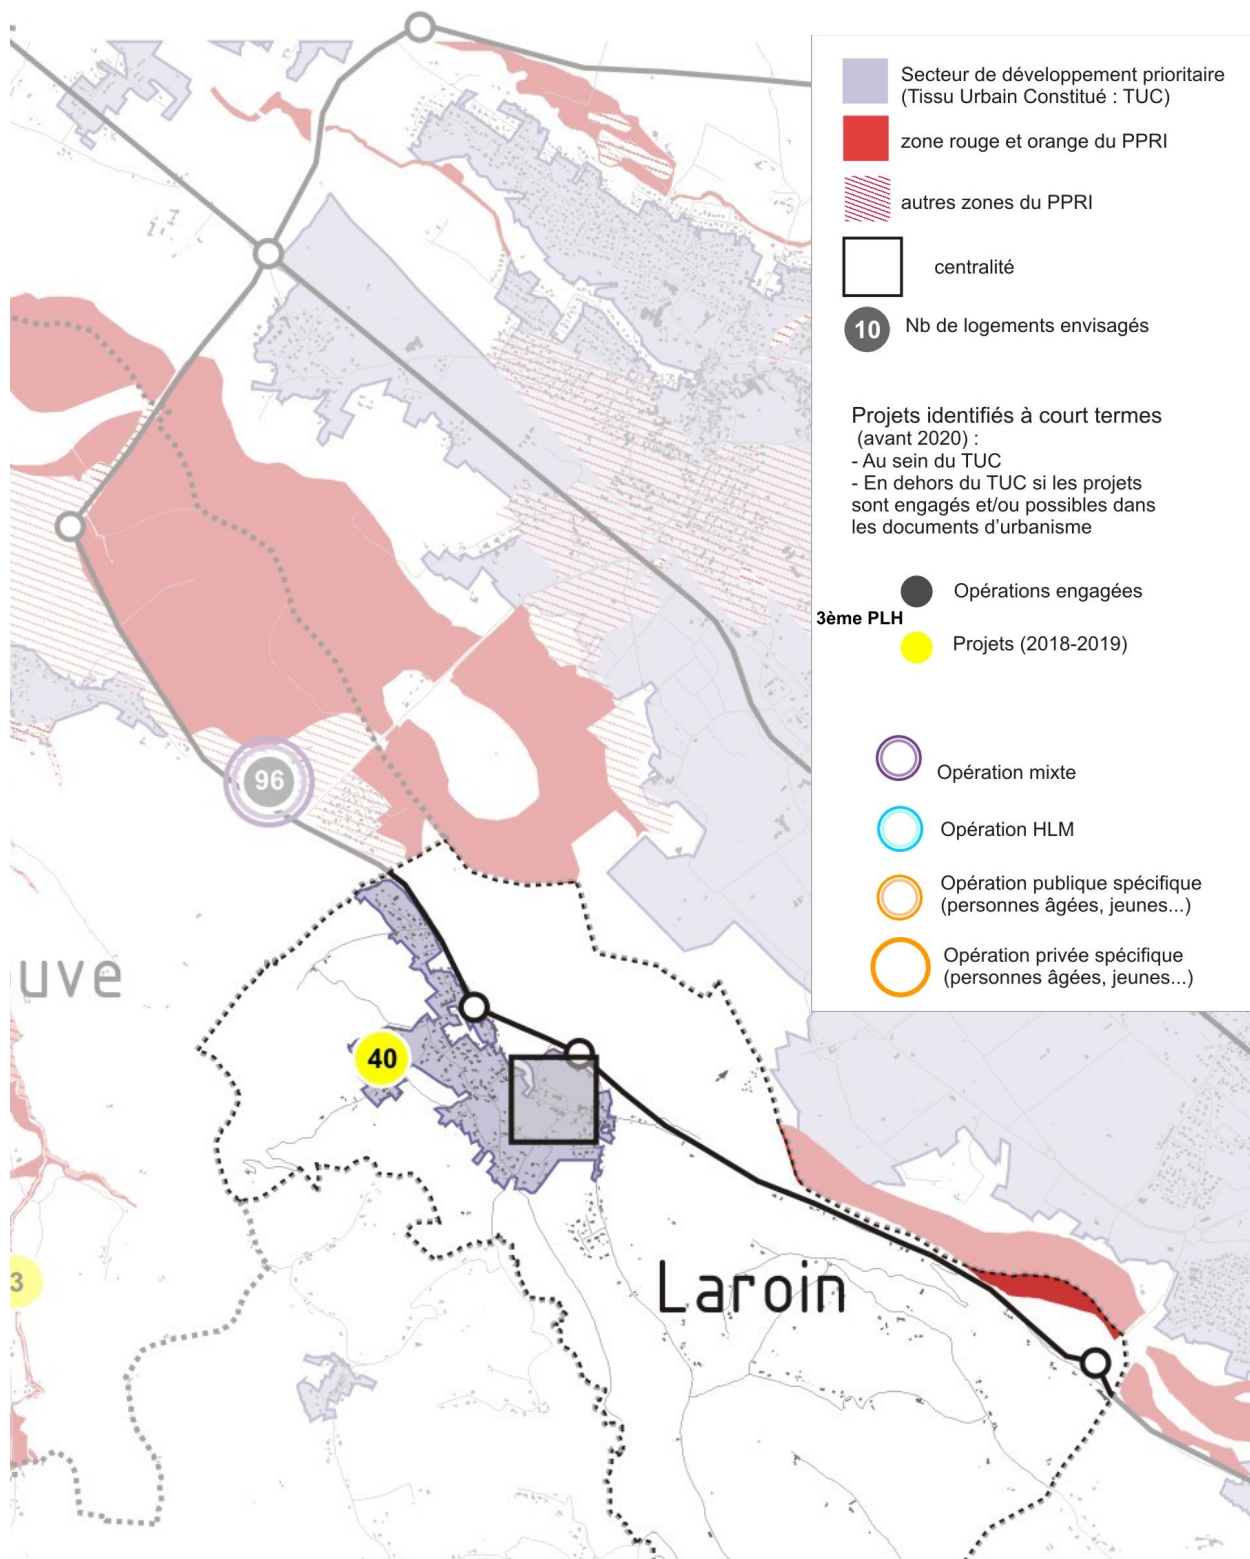 Secteur de développement prioritaire
(Tissu Urbain Constitué : TUC)
zone rouge et orange du PPRI
autres zones du PPRI
centralité
10
Nb de logements envisagés
Projets identifiés à court termes
(avant 2020) :
- Au sein du TUC
- En dehors du TUC si les projets
sont engagés et/ou possibles dans
les documents d'urbanisme
Opérations engagées
3ème PLH
Projets (2018-2019)
Opération mixte
Opération HLM
Opération publique spécifique
(personnes âgées, jeunes...)
Opération privée spécifique
(personnes âgées, jeunes...)
96
uve
40
3
Laroin